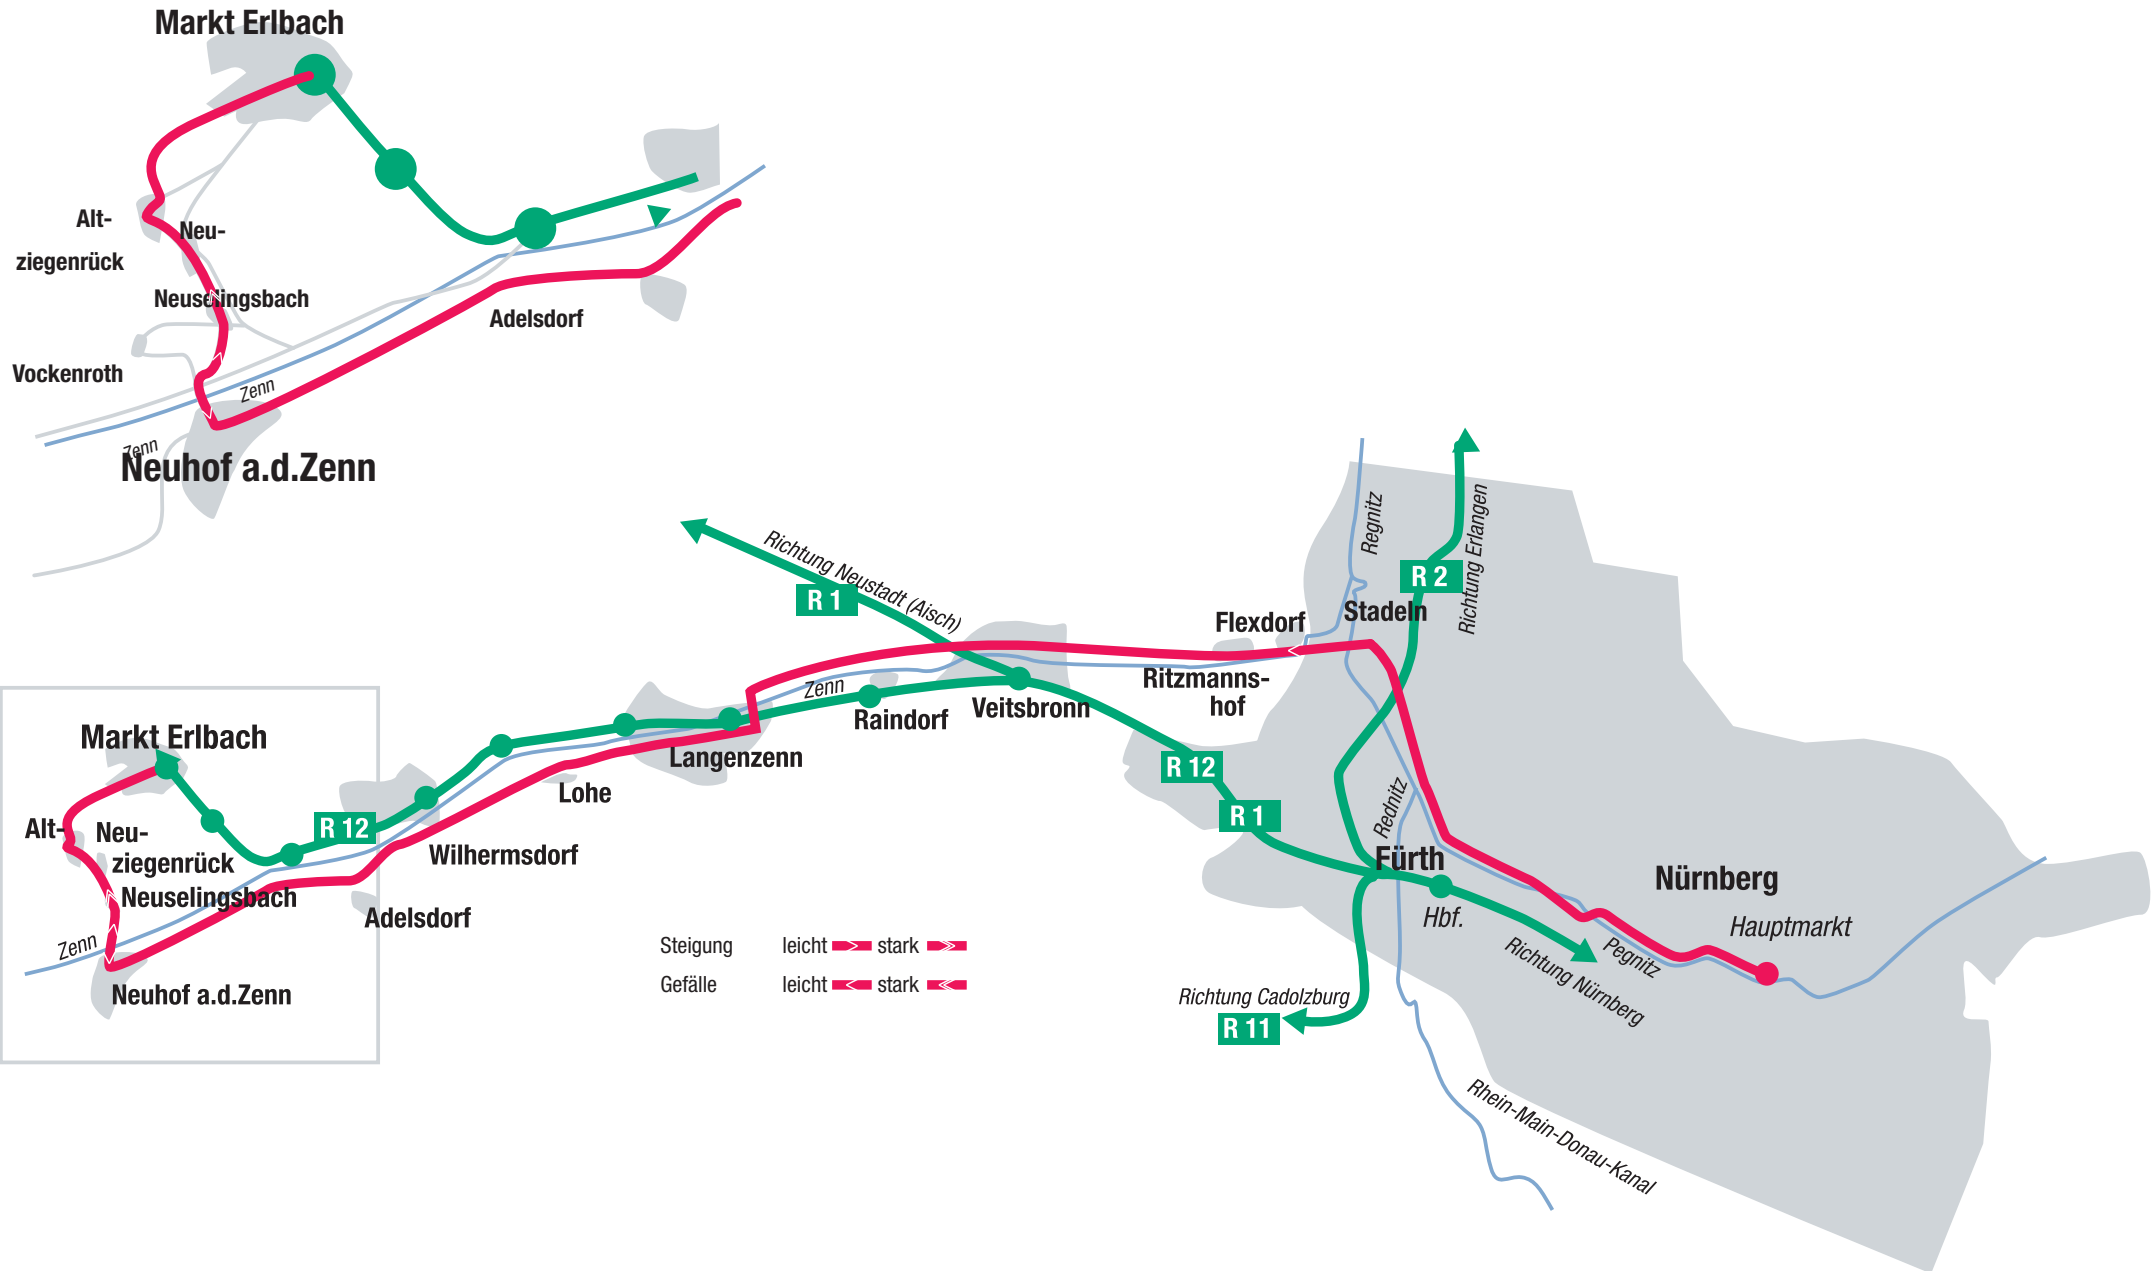 Markt Erlbach
Alt-
Neu-
ziegenrück
Neuselingsbach
Adelsdorf
Vockenroth
Zenn
Zenn
Neuhof a.d.Zenn
Regnitz
Richtung Erlangen
Richtung Neustadt (Aisch)
R 2
R 1
Stadeln
Flexdorf
Ritzmanns-
hof
Zenn
Raindorf
Veitsbronn
Markt Erlbach
Langenzenn
R 12
Lohe
R 1
Rednitz
R 12
Alt-
Neu-
ziegenrück
Wilhermsdorf
Fürth
Nürnberg
Neuselingsbach
Adelsdorf
Hbf.
Hauptmarkt
Zenn
Steigung leicht stark
Pegnitz
Richtung Nürnberg
Gefälle leicht stark
Neuhof a.d.Zenn
Richtung Cadolzburg
R 11
Rhein-Main-Donau-Kanal